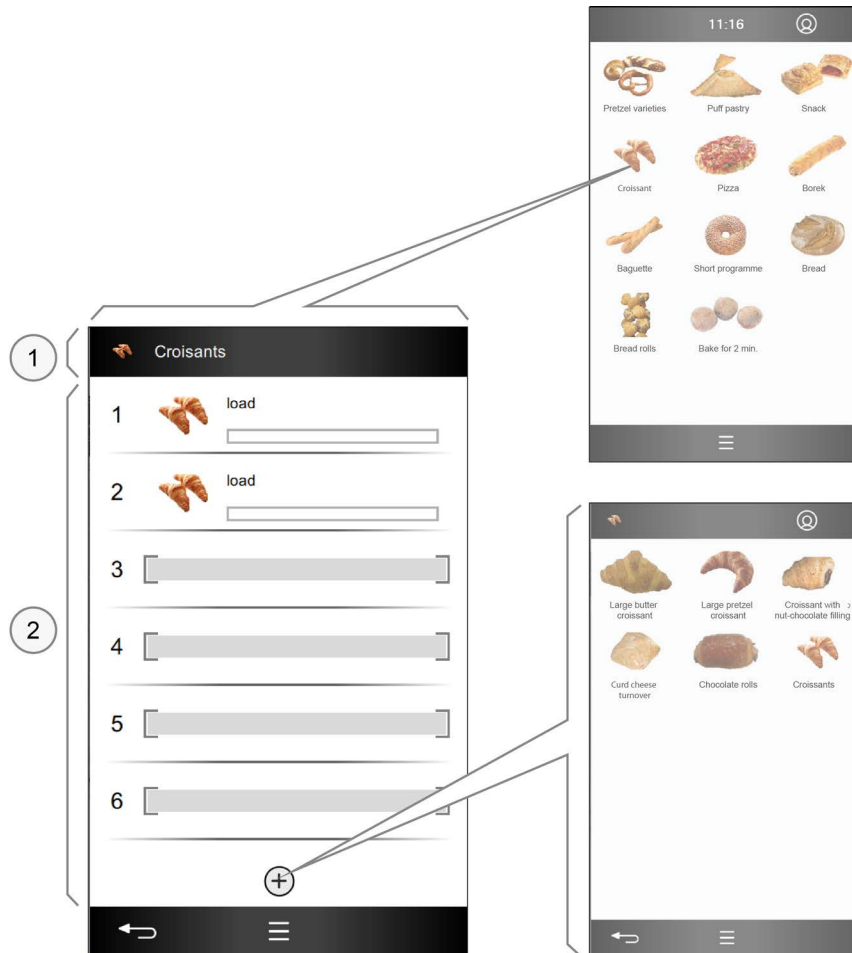 11:16
Pretzel varieties
Puff pastry
Snack
Croissant
Pizza
Borek
Baguette
Short programme
Bread
Bread rolls
Bake for 2 min.
1
Croisants
2
1
load
2
load
3
4
5
6
Large butter
croissant
Large pretzel
croissant
Croissant with
nut-chocolate filling
Curd cheese
turnover
Chocolate rolls
Croissants